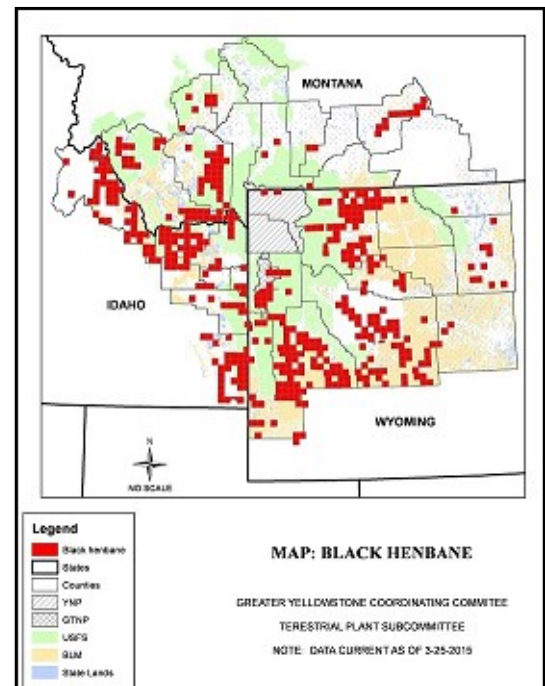 MONTANA
IDAHO
WYOMING
N
NO SCALE
Legend
Black henbane
States
Counties
YNP
GTNP
USFS
BLM
State Lands
MAP: BLACK HENBANE
GREATER YELLOWSTONE COORDINATING COMMITEE
TERESTRIAL PLANT SUBCOMMITTEE
NOTE: DATA CURRENT AS OF 3-25-2015